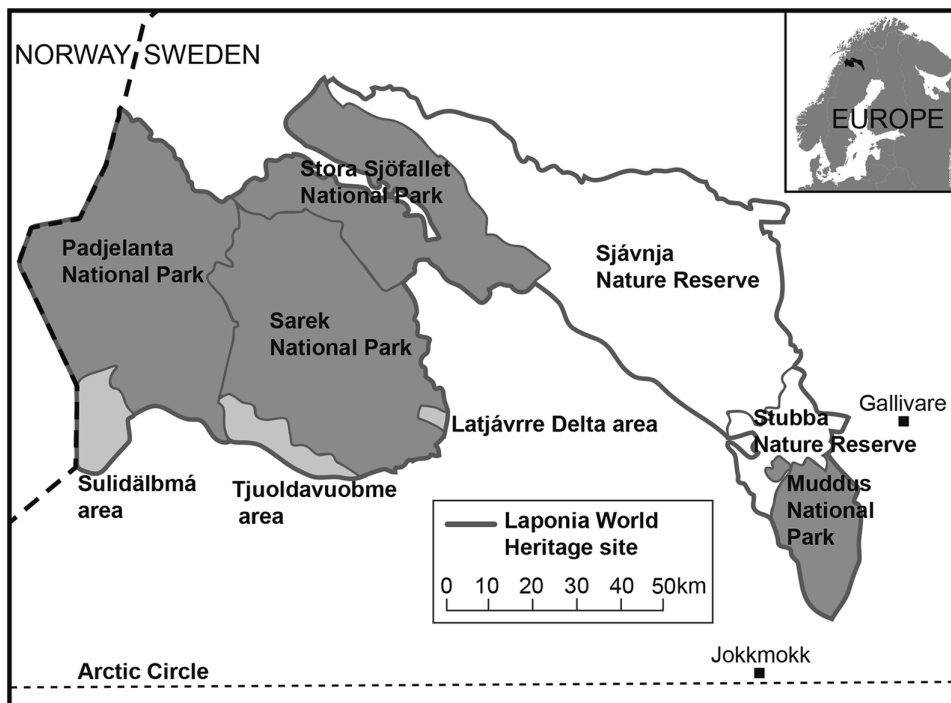 NORWAY SWEDEN
EUROPE
Stora Sjöfallet
National Park
Padjelanta
National Park
Sjávnja
Nature Reserve
Sarek
National Park
Gallivare
Latjávrre Delta area
Stubba
Nature Reserve
Sulidälbmá
area
Tjuoldavuobme
area
Muddus
National
Park
Laponia World
Heritage site
0 10 20 30 40 50km
Jokkmokk
Arctic Circle